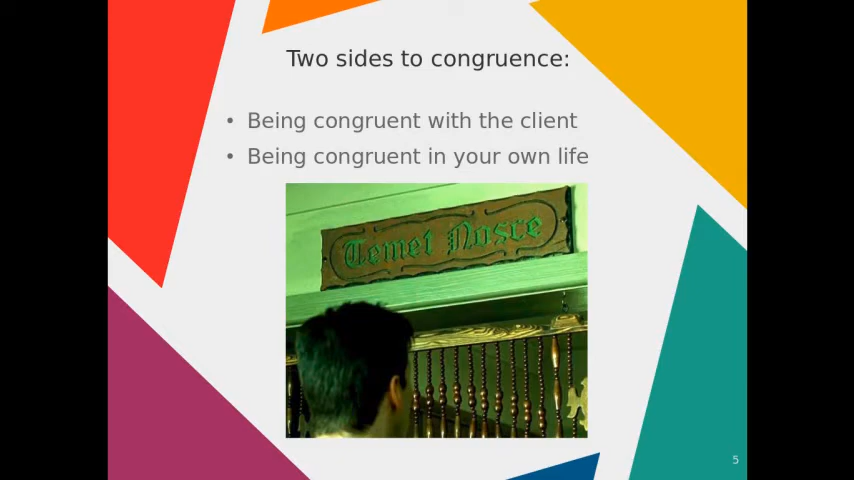 Two sides to congruence:
• Being congruent with the client
• Being congruent in your own life
Temet Nosce
5